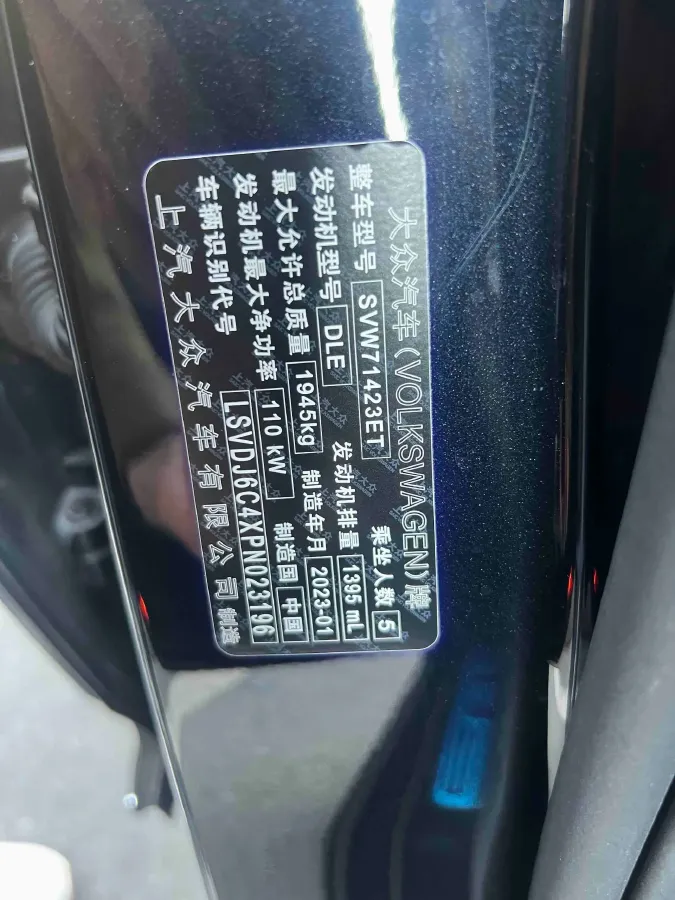 大众汽车(VOLKSWAGEN)牌
整车型号 SVW71423ET 乘坐人数 5
发动机型号 DLE 发动机排量 1395 mL
最大允许总质量 1945kg 制造年月 2023-01
发动机最大净功率 110 kW 制造国 中国
车辆识别代号 LSVDJ6C4XPN023196
上汽大众汽车有限公司 制造